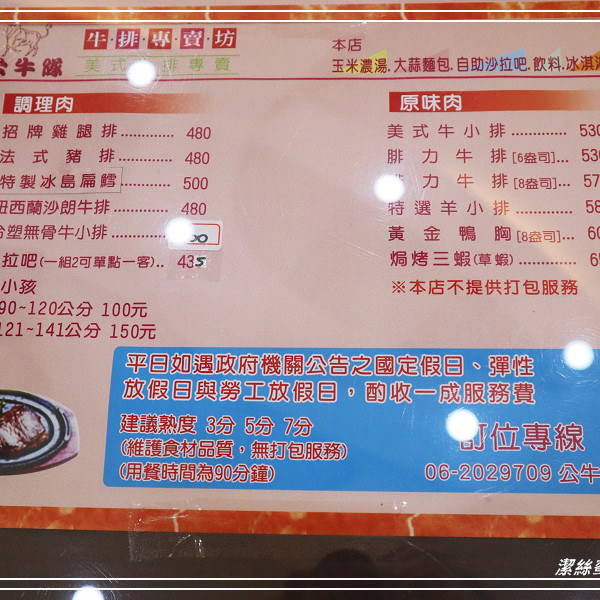 牛·排·專·賣·坊
牛隊
美式 排專賣
本店
玉米濃湯.大蒜麵包.自助沙拉吧.飲料.冰淇
調理肉
招牌雞腿排............ 480
法式豬排............ 480
特製冰島扁鱈............ 500
紐西蘭沙朗牛排............ 480
塑無骨牛小排............
拉吧(一組2可單點一客).. 435
小孩
90~120公分 100元
121~141公分 150元
原味肉
美式牛小排............ 530
腓力牛排[6盎司]... 530
力牛排[8盎司]...
特選羊小排............
黃金鴨胸[8盎司]...
焗烤三蝦(草蝦)............
※本店不提供打包服務
平日如遇政府機關公告之國定假日、彈性
放假日與勞工放假日，酌收一成服務費
建議熟度 3分 5分 7分
(維護食材品質，無打包服務)
(用餐時間為90分鐘)
訂位專線
06-2029709 公牛
潔絲